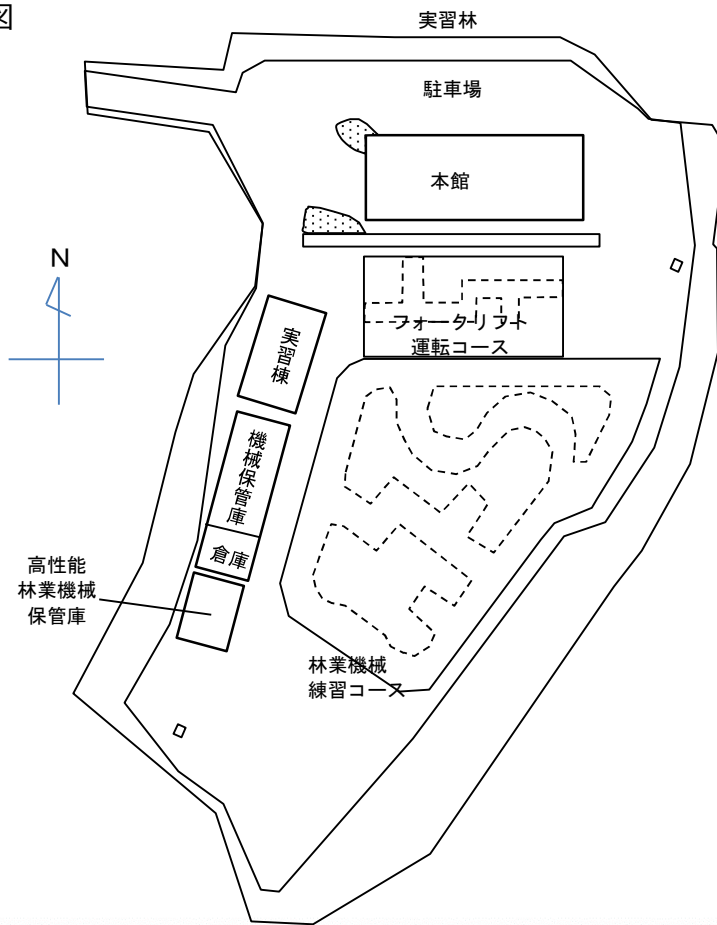 図
実習林
駐車場
本館
N
フォークリフト
運転コース
実習棟
機械保管庫
倉庫
高性能
林業機械
保管庫
林業機械
練習コース